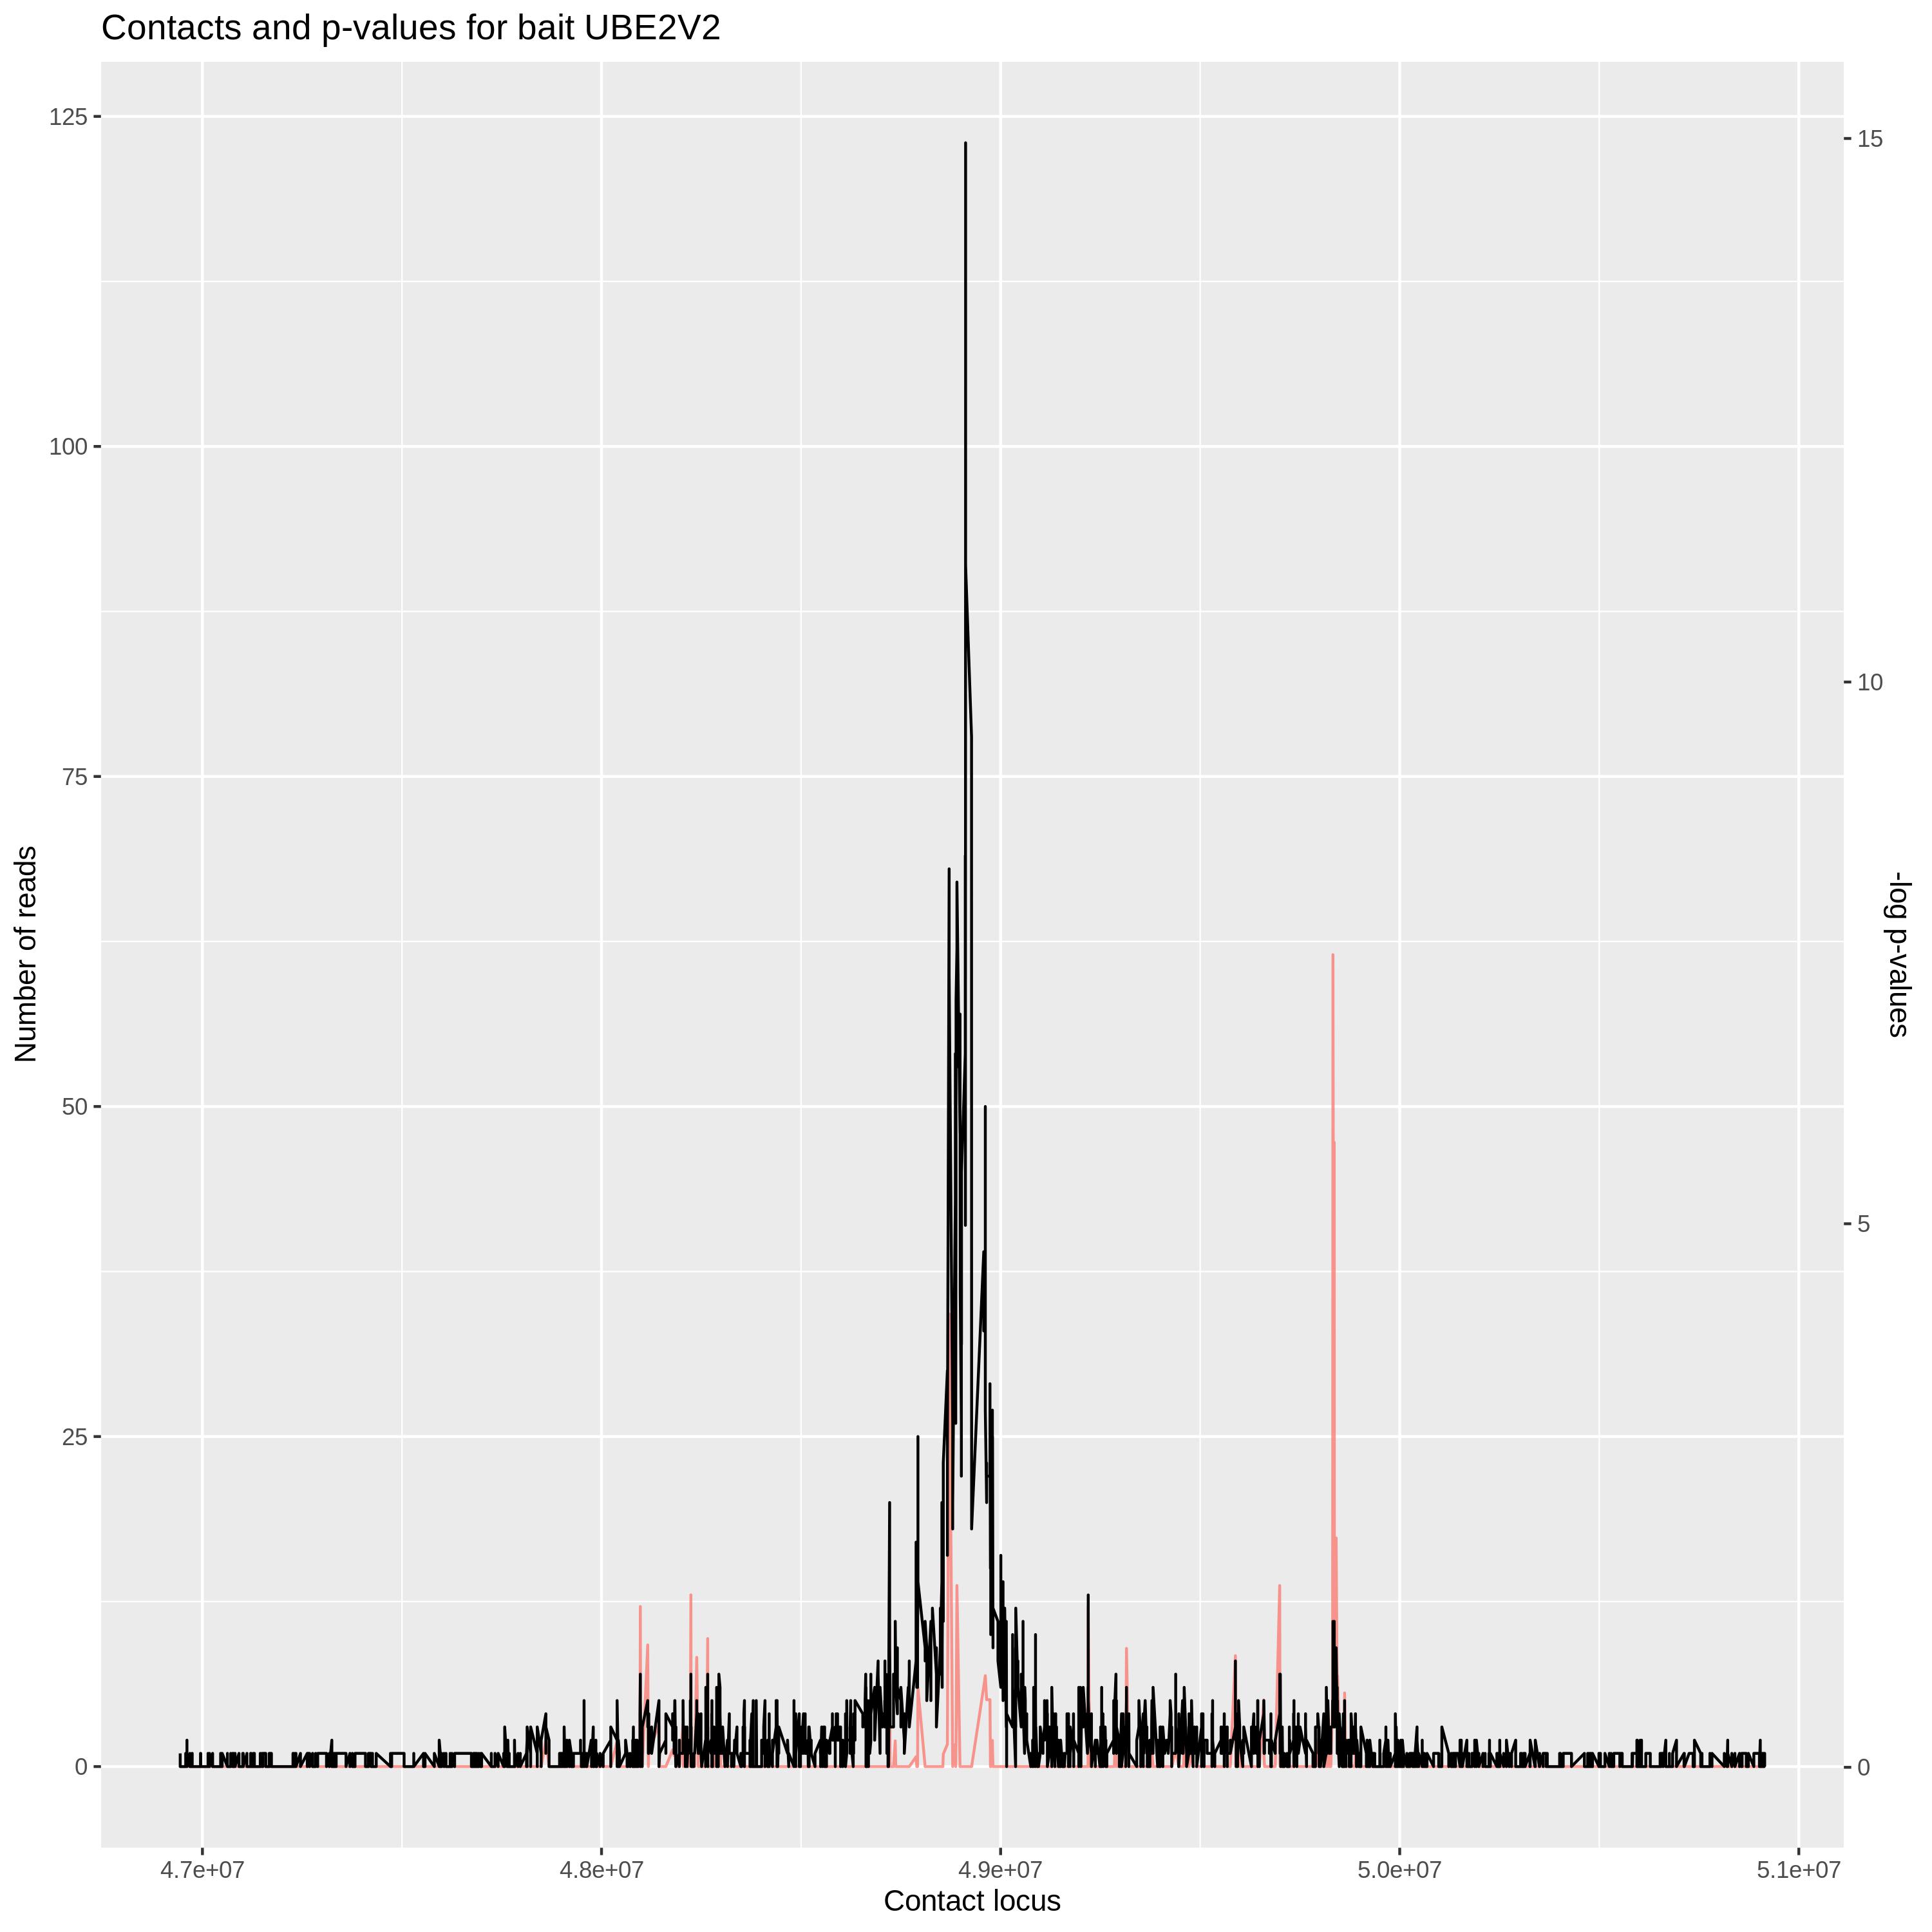 Contacts and p-values for bait UBE2V2
125
100
75
50
25
0
Number of reads
15
10
5
0
-log p-values
4.7e+07
4.8e+07
4.9e+07
5.0e+07
5.1e+07
Contact locus